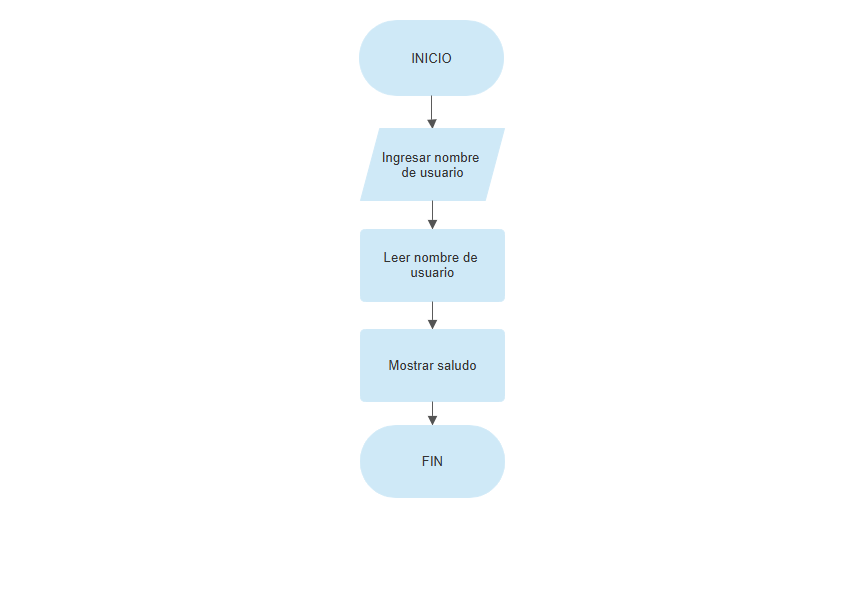 INICIO
Ingresar nombre
de usuario
Leer nombre de
usuario
Mostrar saludo
FIN